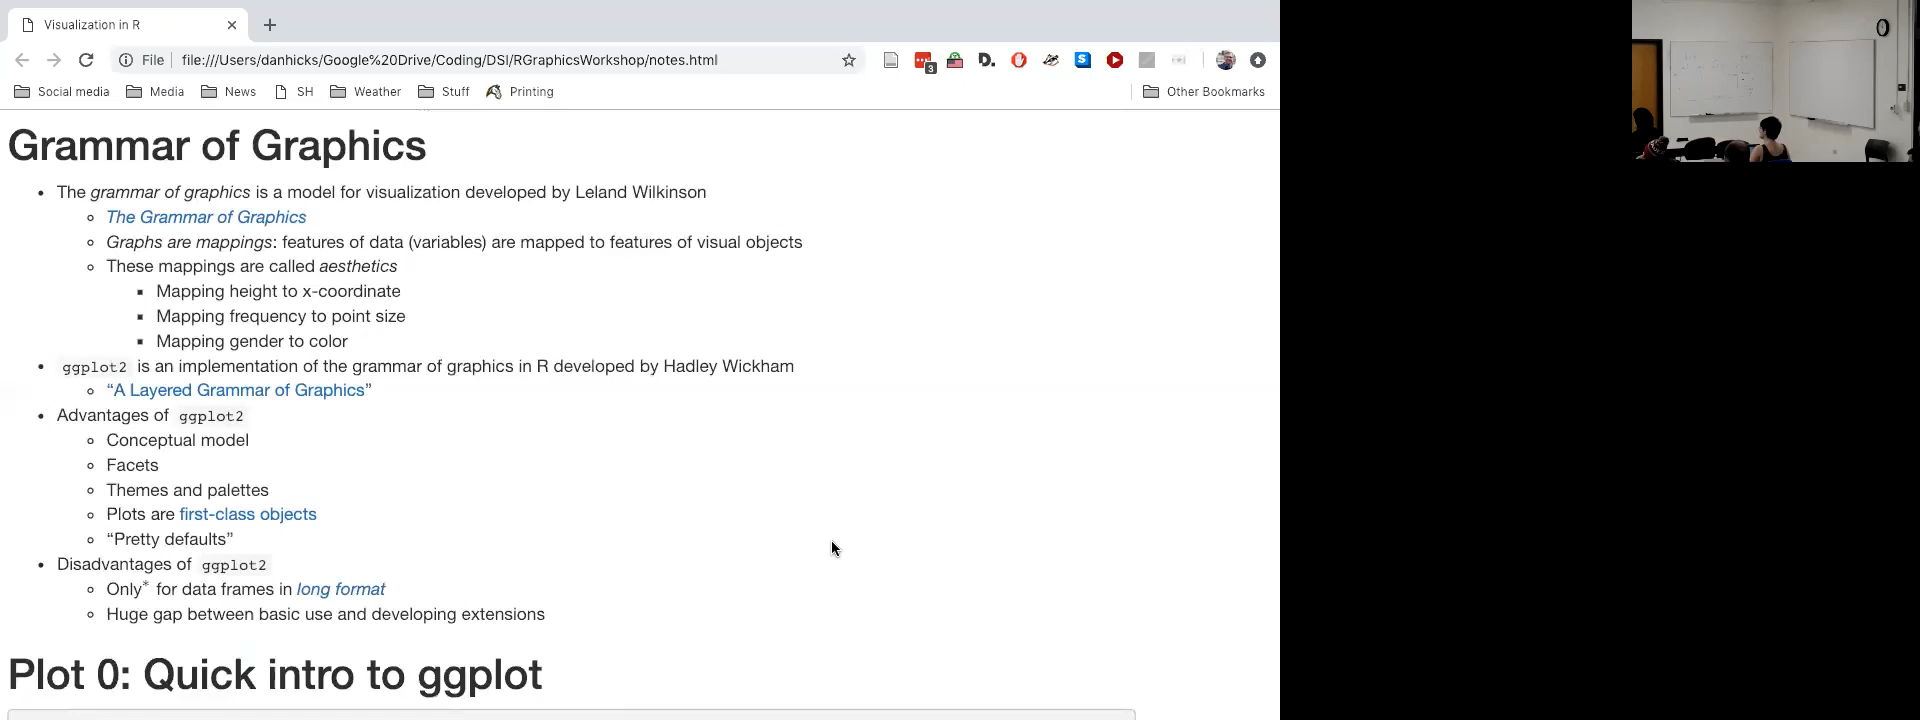 Visualization in R
File
file:///Users/danhicks/Google%20Drive/Coding/DSI/RGraphicsWorkshop/notes.html
3
D.
S
Social media
Media
News
SH
Weather
Stuff
Printing
Other Bookmarks
Grammar of Graphics
The grammar of graphics is a model for visualization developed by Leland Wilkinson
The Grammar of Graphics
Graphs are mappings: features of data (variables) are mapped to features of visual objects
These mappings are called aesthetics
Mapping height to x-coordinate
Mapping frequency to point size
Mapping gender to color
ggplot2 is an implementation of the grammar of graphics in R developed by Hadley Wickham
“A Layered Grammar of Graphics”
Advantages of ggplot2
Conceptual model
Facets
Themes and palettes
Plots are first-class objects
“Pretty defaults”
Disadvantages of ggplot2
Only* for data frames in long format
Huge gap between basic use and developing extensions
Plot 0: Quick intro to ggplot